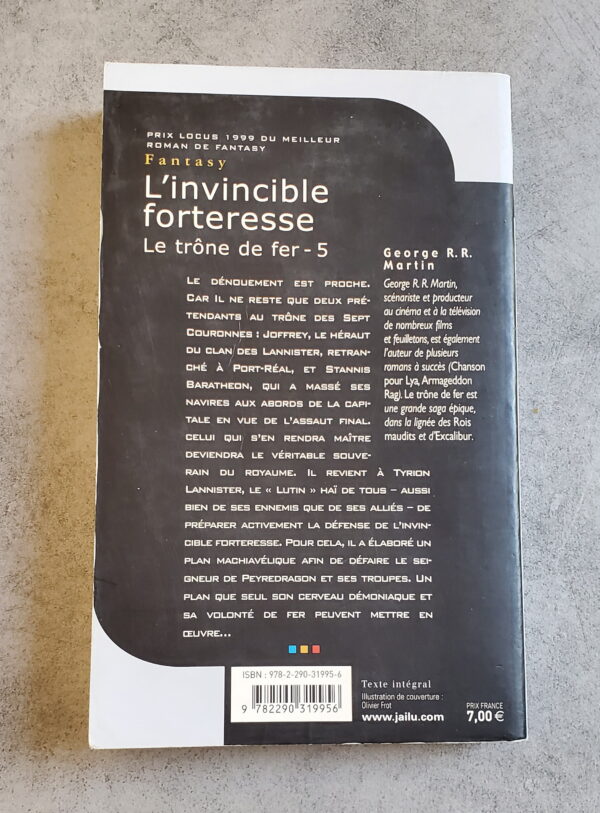 PRIX LOCUS 1999 DU MEILLEUR
ROMAN DE FANTASY
Fantasy
L'invincible
forteresse
Le trône de fer - 5
LE DÉNOUEMENT EST PROCHE.
CAR IL NE RESTE QUE DEUX PRÉ-
TENDANTS AU TRÔNE DES SEPT
COURONNES : JOFFREY, LE HÉRAUT
DU CLAN DES LANNISTER, RETRAN-
CHÉ À PORT-RÉAL, ET STANNIS
BARATHEON, QUI A MASSÉ SES
NAVIRES AUX ABORDS DE LA CAPI-
TALE EN VUE DE L'ASSAUT FINAL.
CELUI QUI S'EN RENDRA MAÎTRE
DEVIENDRA LE VÉRITABLE SOUVE-
RAIN DU ROYAUME. IL REVIENT À TYRION
LANNISTER, LE « LUTIN » HAÏ DE TOUS – AUSSI
BIEN DE SES ENNEMIS QUE DE SES ALLIÉS – DE
PRÉPARER ACTIVEMENT LA DÉFENSE DE L'INVIN-
CIBLE FORTERESSE. POUR CELA, IL A ÉLABORÉ UN
PLAN MACHIAVÉLIQUE AFIN DE DÉFAIRE LE SEI-
GNEUR DE PEYREDRAGON ET SES TROUPES. UN
PLAN QUE SEUL SON CERVEAU DÉMONIAQUE ET
SA VOLONTÉ DE FER PEUVENT METTRE EN
ŒUVRE...
George R. R.
Martin
George R. R. Martin,
scénariste et producteur
au cinéma et à la télévision
de nombreux films
et feuilletons, est également
l'auteur de plusieurs
romans à succès (Chanson
pour Lya, Armageddon
Rag). Le trône de fer est
une grande saga épique,
dans la lignée des Rois
maudits et d'Excalibur.
ISBN : 978-2-290-31995-6
9 782290 319956
Texte intégral
Illustration de couverture :
Olivier Frot
www.jailu.com
PRIX FRANCE
7,00 €